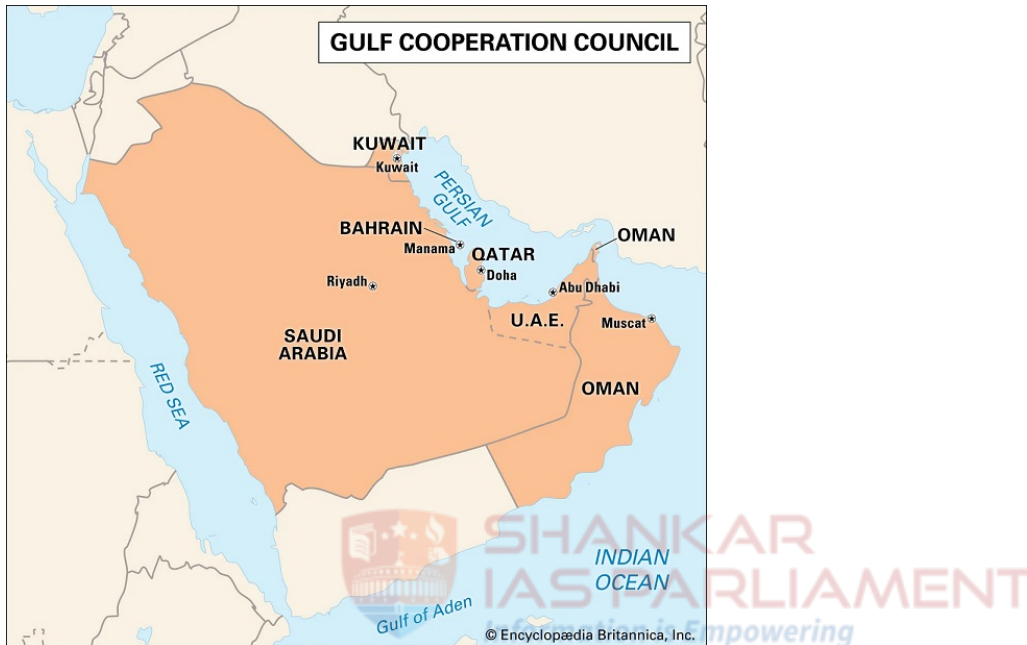 GULF COOPERATION COUNCIL
KUWAIT
Kuwait
PERSIAN
GULF
BAHRAIN
Manama
QATAR
Doha
OMAN
Riyadh
Abu Dhabi
U.A.E.
Muscat
SAUDI
ARABIA
OMAN
RED SEA
SHANKAR
IAS PARLIAMENT
Information is Empowering
INDIAN
OCEAN
Gulf of Aden
© Encyclopædia Britannica, Inc.